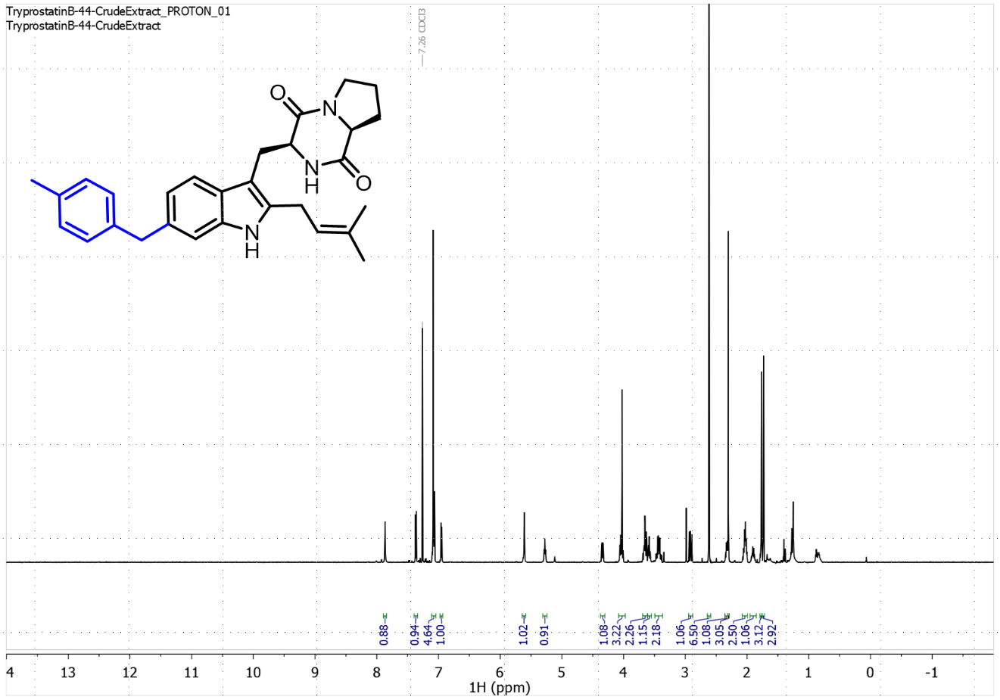 TryprostatinB-44-CrudeExtract_PROTON_01
TryprostatinB-44-CrudeExtract
—7.26 CDCl3
O
N
N
H
O
N
H
0.88
0.94
4.64
1.00
1.02
0.91
1.08
3.22
2.26
1.15
2.18
1.06
6.50
1.08
3.05
2.50
1.06
3.12
2.92
4 13 12 11 10 9 8 7 6 5 4 3 2 1 0 -1
1H (ppm)